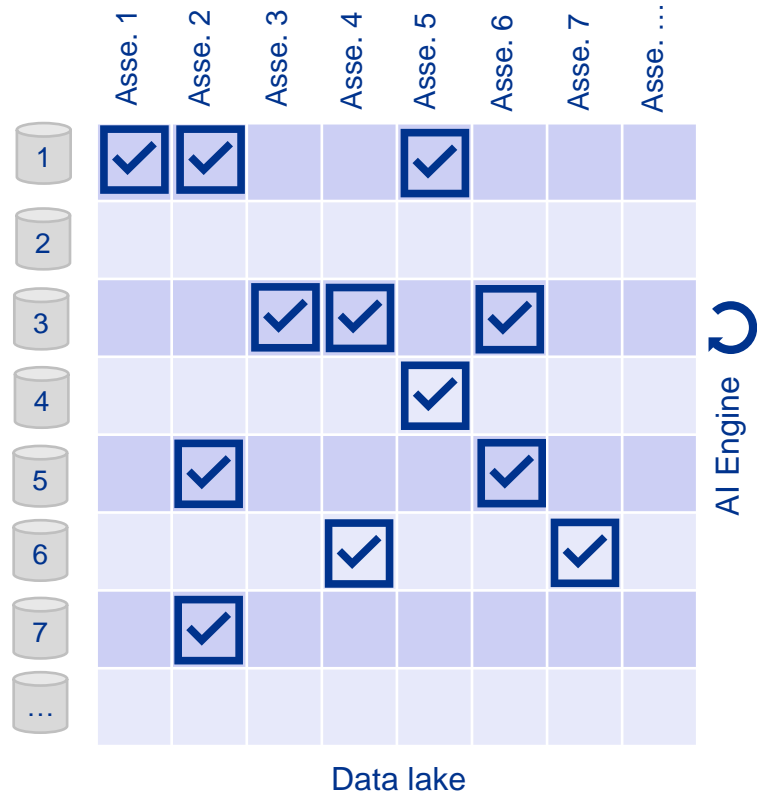 Asse. 1
Asse. 2
Asse. 3
Asse. 4
Asse. 5
Asse. 6
Asse. 7
Asse. …
1
2
3
4
5
6
7
…
AI Engine
Data lake